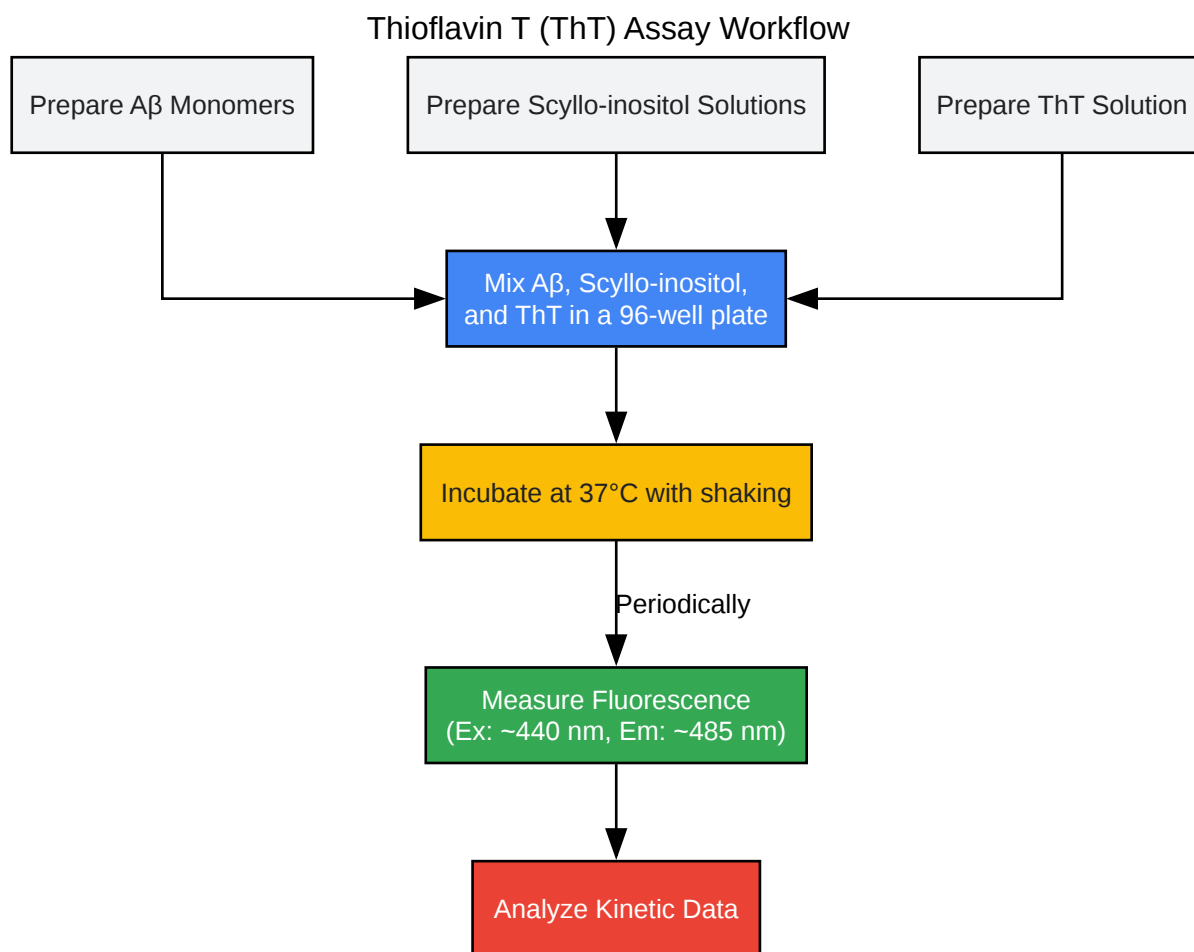 Thioflavin T (ThT) Assay Workflow
Prepare Aβ Monomers
Prepare Scyllo-inositol Solutions
Prepare ThT Solution
Mix Aβ, Scyllo-inositol,
and ThT in a 96-well plate
Incubate at 37°C with shaking
Periodically
Measure Fluorescence
(Ex: ~440 nm, Em: ~485 nm)
Analyze Kinetic Data